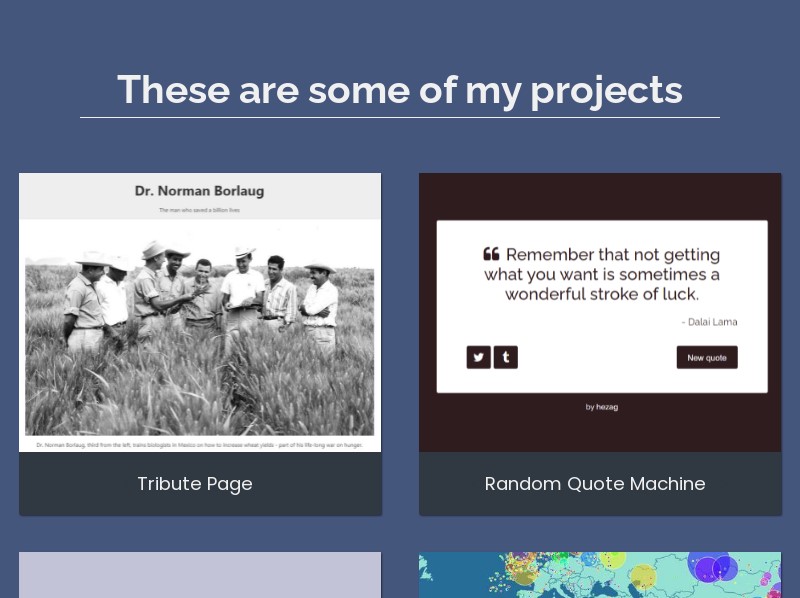 These are some of my projects
Dr. Norman Borlaug
The man who saved a billion lives
Dr. Norman Borlaug, third from the left, trains biologists in Mexico on how to increase wheat yields - part of his life-long war on hunger.
Tribute Page
Remember that not getting
what you want is sometimes a
wonderful stroke of luck.
- Dalai Lama
New quote
by hezag
Random Quote Machine